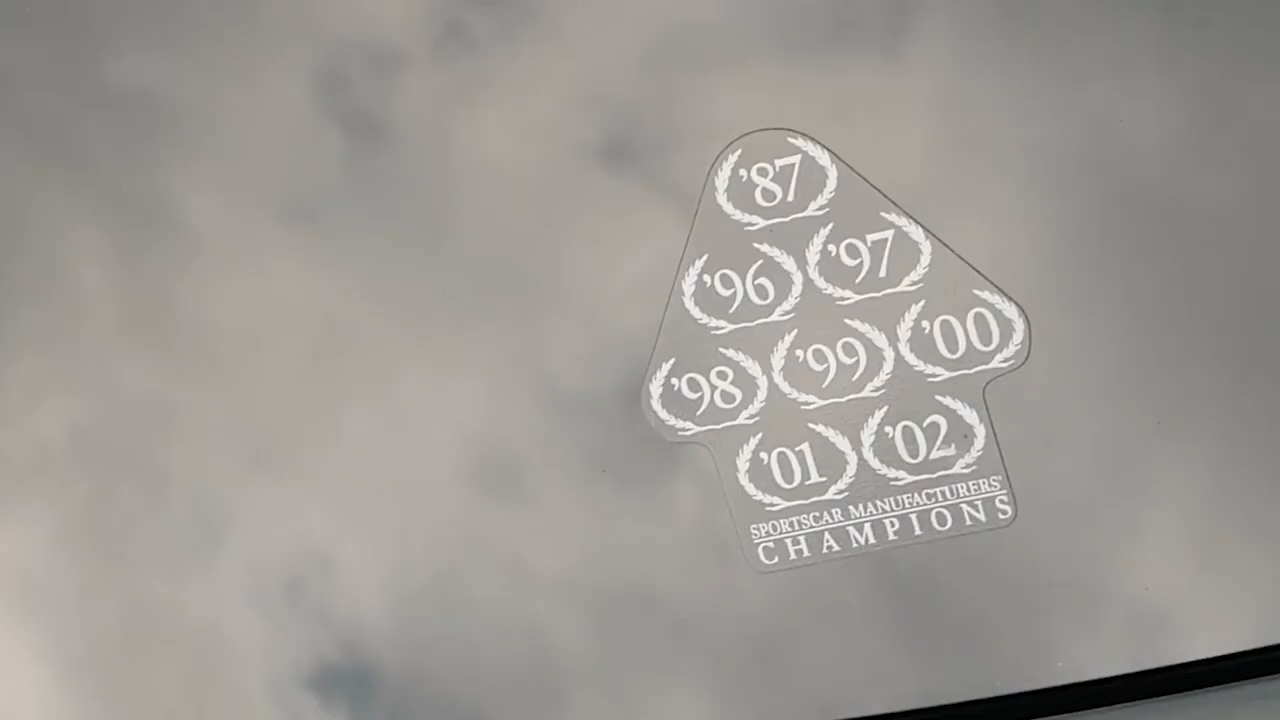 '87
'96 '97
'98 '99 '00
'01 '02
SPORTSCAR MANUFACTURERS'
CHAMPIONS